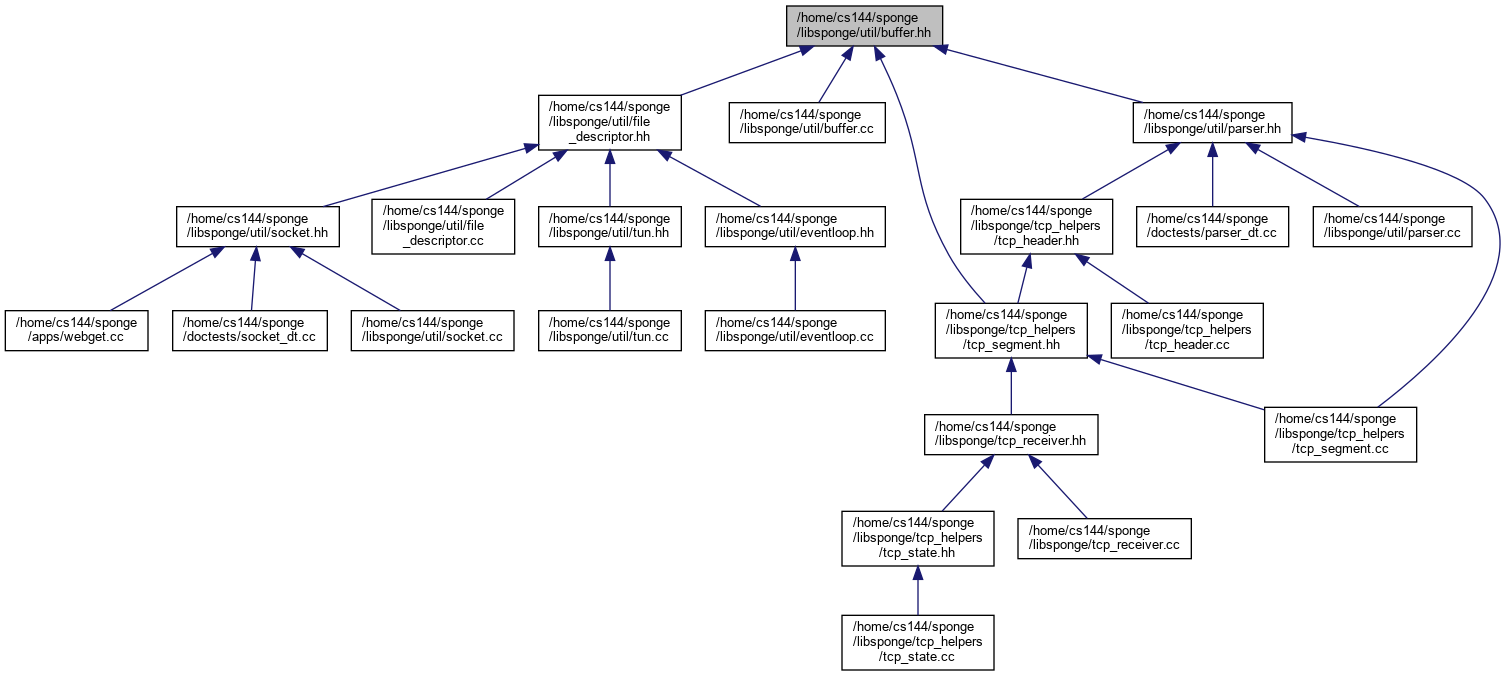 /home/cs144/sponge
/libsponge/util/buffer.hh
/home/cs144/sponge
/libsponge/util/file
_descriptor.hh
/home/cs144/sponge
/libsponge/util/buffer.cc
/home/cs144/sponge
/libsponge/util/parser.hh
/home/cs144/sponge
/libsponge/util/socket.hh
/home/cs144/sponge
/libsponge/util/file
_descriptor.cc
/home/cs144/sponge
/libsponge/util/tun.hh
/home/cs144/sponge
/libsponge/util/eventloop.hh
/home/cs144/sponge
/libsponge/tcp_helpers
/tcp_header.hh
/home/cs144/sponge
/doctests/parser_dt.cc
/home/cs144/sponge
/libsponge/util/parser.cc
/home/cs144/sponge
/apps/webget.cc
/home/cs144/sponge
/doctests/socket_dt.cc
/home/cs144/sponge
/libsponge/util/socket.cc
/home/cs144/sponge
/libsponge/util/tun.cc
/home/cs144/sponge
/libsponge/util/eventloop.cc
/home/cs144/sponge
/libsponge/tcp_helpers
/tcp_segment.hh
/home/cs144/sponge
/libsponge/tcp_helpers
/tcp_header.cc
/home/cs144/sponge
/libsponge/tcp_receiver.hh
/home/cs144/sponge
/libsponge/tcp_helpers
/tcp_segment.cc
/home/cs144/sponge
/libsponge/tcp_helpers
/tcp_state.hh
/home/cs144/sponge
/libsponge/tcp_receiver.cc
/home/cs144/sponge
/libsponge/tcp_helpers
/tcp_state.cc